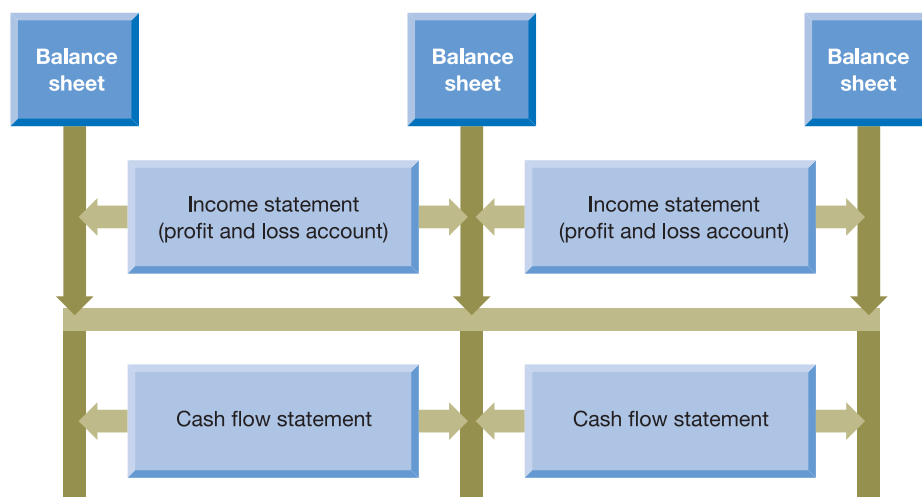 Balance
sheet
Balance
sheet
Balance
sheet
Income statement
(profit and loss account)
Income statement
(profit and loss account)
Cash flow statement
Cash flow statement